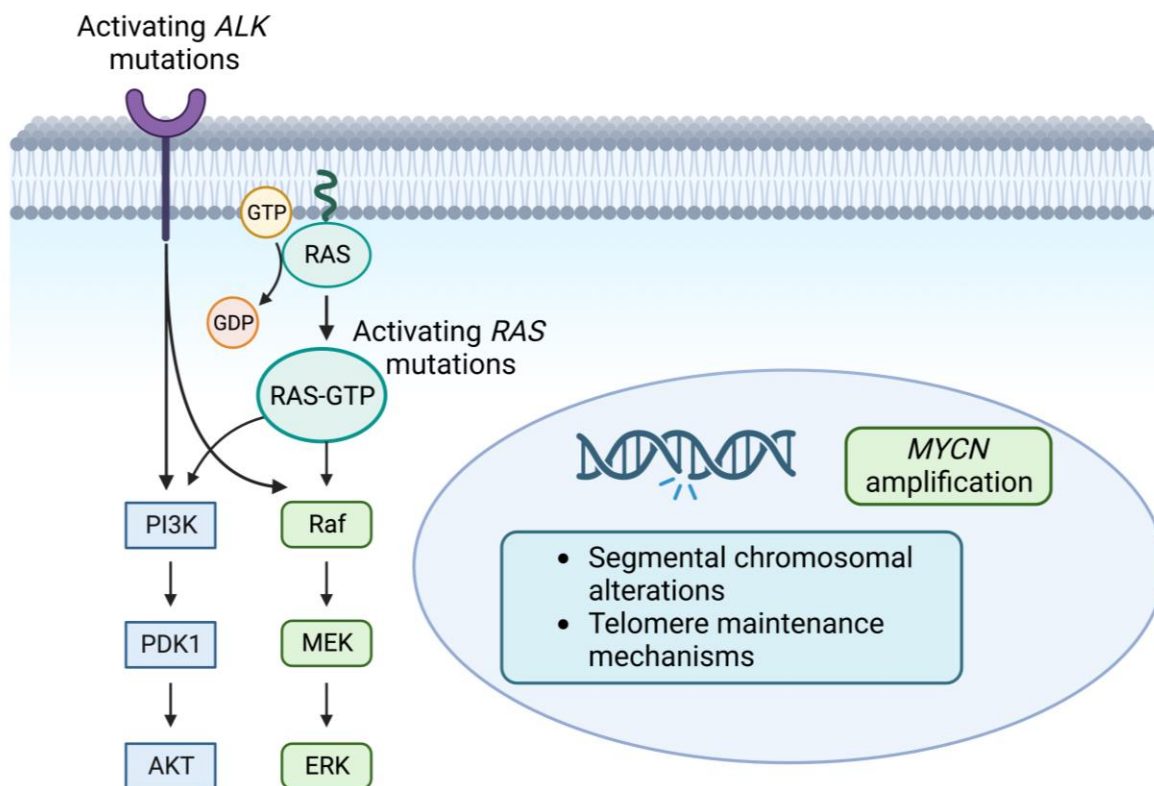 Activating ALK
mutations
GTP
RAS
GDP
Activating RAS
mutations
RAS-GTP
PI3K
Raf
PDK1
MEK
AKT
ERK
MYCN
amplification
• Segmental chromosomal
alterations
• Telomere maintenance
mechanisms